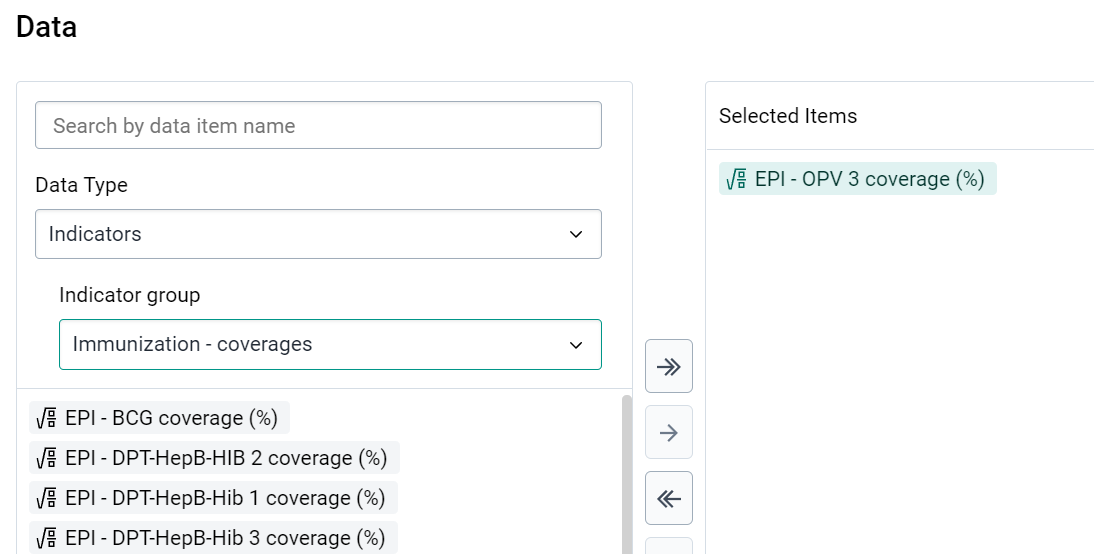 Data
Search by data item name
Data Type
Indicators
Indicator group
Immunization - coverages
EPI - BCG coverage (%)
EPI - DPT-HepB-HIB 2 coverage (%)
EPI - DPT-HepB-Hib 1 coverage (%)
EPI - DPT-HepB-Hib 3 coverage (%)
Selected Items
EPI - OPV 3 coverage (%)